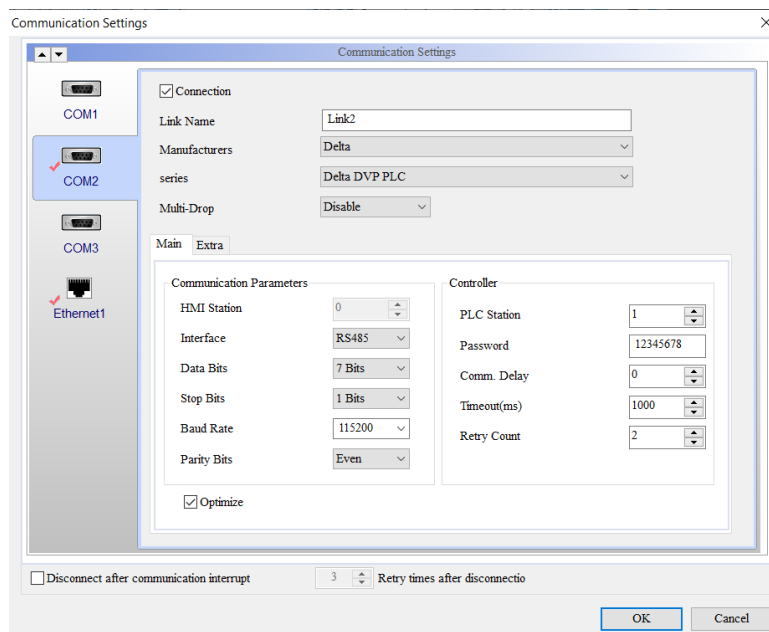 Communication Settings
Communication Settings
COM1
COM2
COM3
Ethernet1
Connection
Link Name Link2
Manufacturers Delta
series Delta DVP PLC
Multi-Drop Disable
Main Extra
Communication Parameters
HMI Station 0
Interface RS485
Data Bits 7 Bits
Stop Bits 1 Bits
Baud Rate 115200
Parity Bits Even
Controller
PLC Station 1
Password 12345678
Comm. Delay 0
Timeout(ms) 1000
Retry Count 2
Optimize
Disconnect after communication interrupt 3 Retry times after disconnectio
OK Cancel